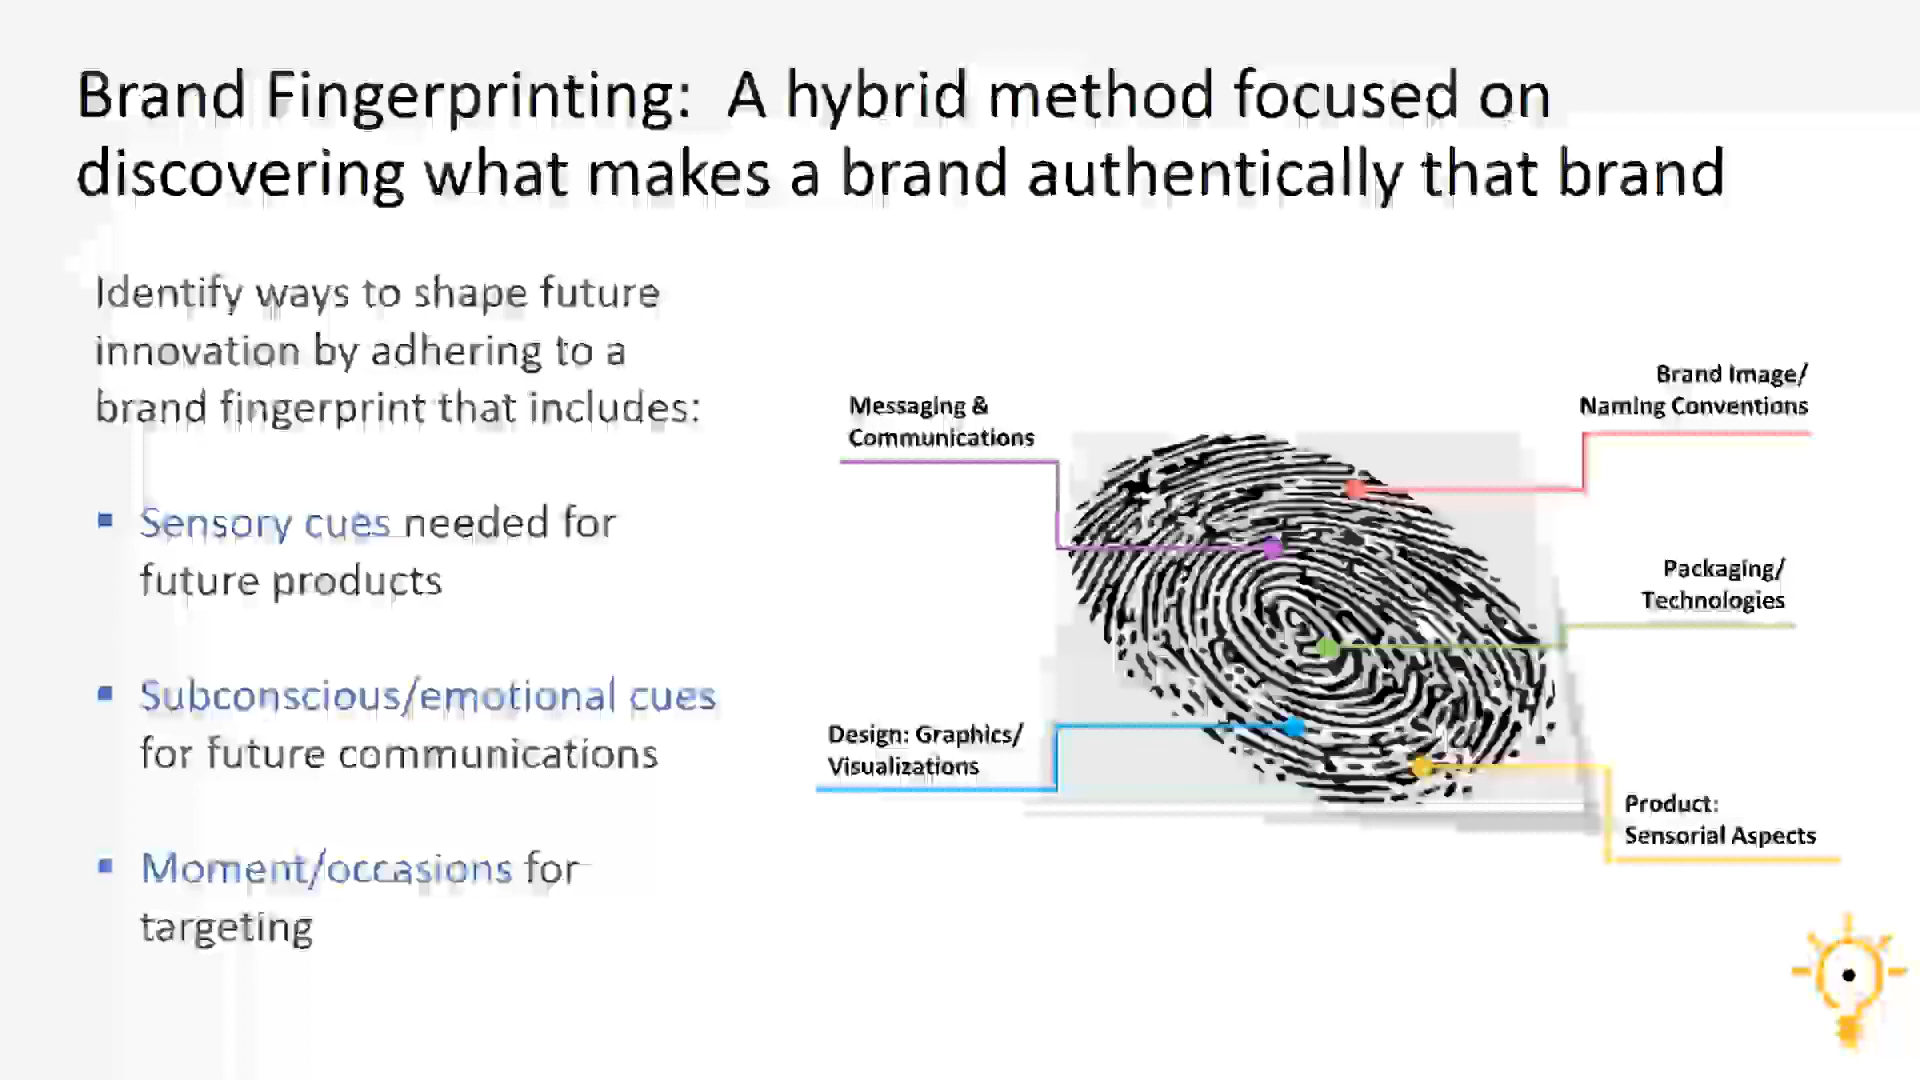 Brand Fingerprinting: A hybrid method focused on
discovering what makes a brand authentically that brand
Identify ways to shape future
innovation by adhering to a
brand fingerprint that includes:
▪ Sensory cues needed for
future products
▪ Subconscious/emotional cues
for future communications
▪ Moment/occasions for
targeting
Messaging &
Communications
Brand Image/
Naming Conventions
Packaging/
Technologies
Design: Graphics/
Visualizations
Product:
Sensorial Aspects